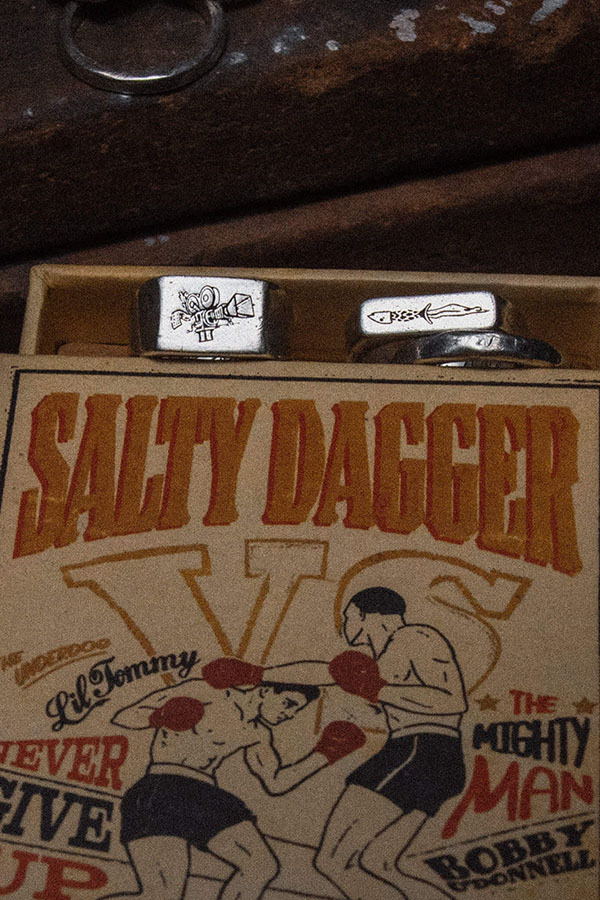 SALTY DAGGER
VS
THE
UNDERDOG
Lil Tommy
NEVER
GIVE
UP
THE
MIGHTY
MAN
BOBBY
O'DONNELL